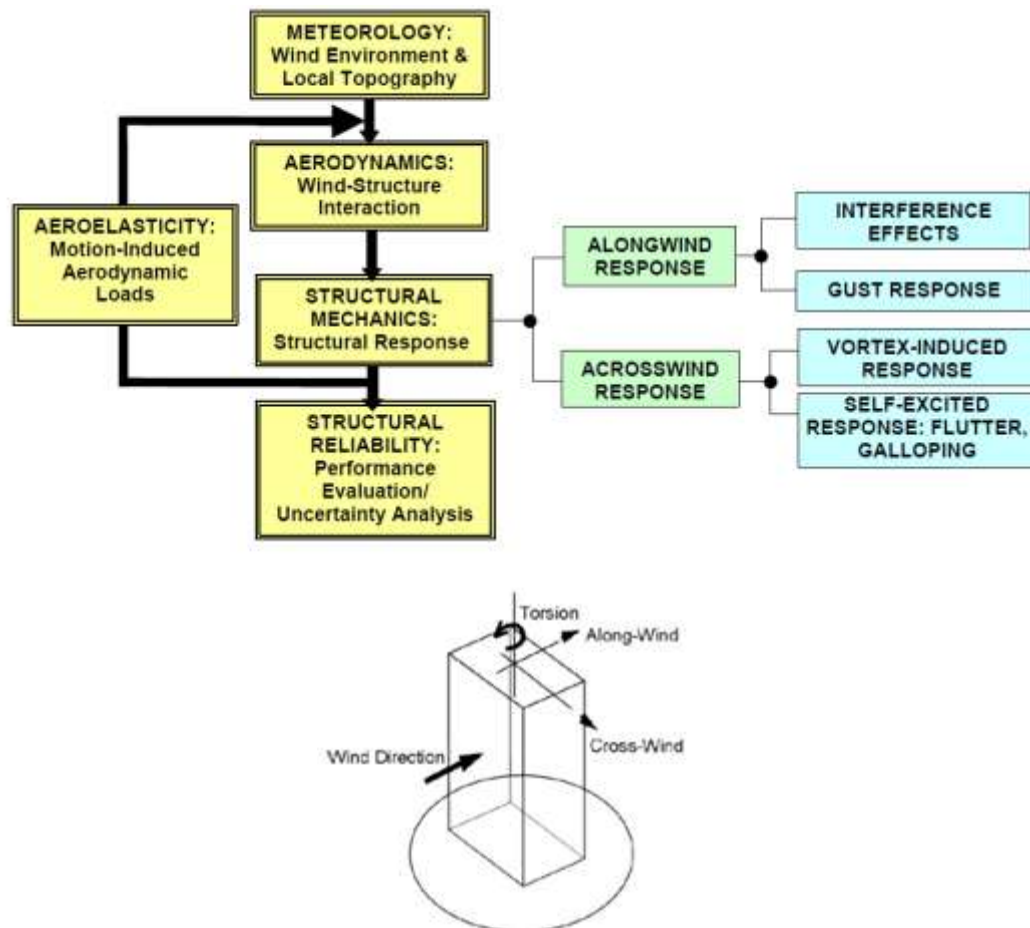 METEOROLOGY:
Wind Environment &
Local Topography
AERODYNAMICS:
Wind-Structure
Interaction
AEROELASTICITY:
Motion-Induced
Aerodynamic
Loads
STRUCTURAL
MECHANICS:
Structural Response
STRUCTURAL
RELIABILITY:
Performance
Evaluation/
Uncertainty Analysis
ALONGWIND
RESPONSE
INTERFERENCE
EFFECTS
GUST RESPONSE
ACROSSWIND
RESPONSE
VORTEX-INDUCED
RESPONSE
SELF-EXCITED
RESPONSE: FLUTTER,
GALLOPING
Torsion
Along-Wind
Cross-Wind
Wind Direction